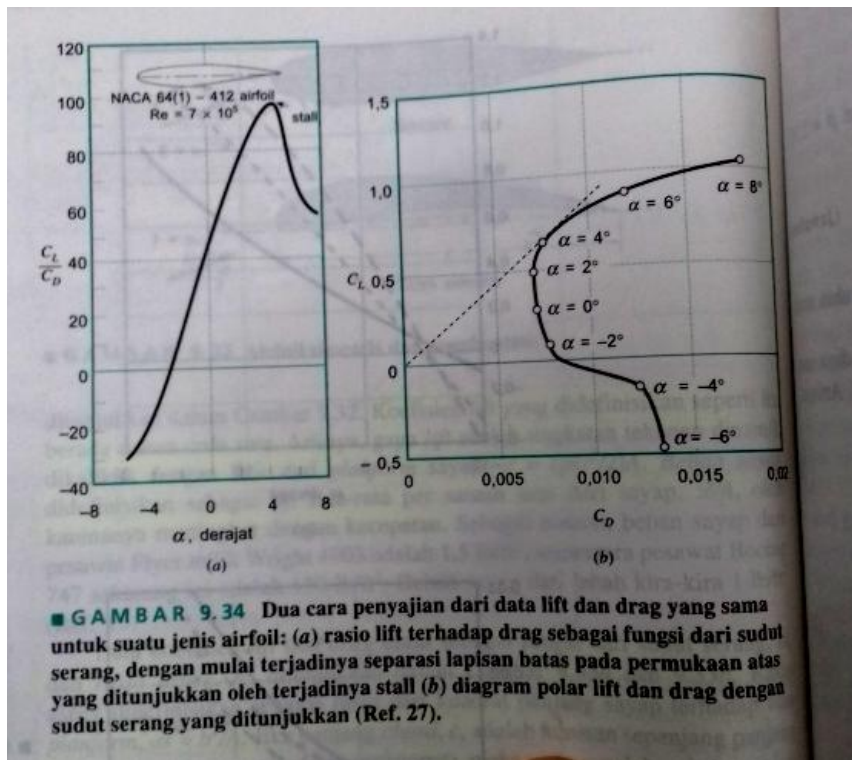 120
100
80
60
40
20
0
–20
–40
C_L
C_D
NACA 64(1) – 412 airfoil
Re = 7 × 10⁵
stall
–8
–4
0
4
8
α, derajat
(a)
1,5
1,0
C_L 0,5
0
– 0,5
α = 8°
α = 6°
α = 4°
α = 2°
α = 0°
α = –2°
α = –4°
α = –6°
0
0,005
0,010
0,015
0,02
C_D
(b)
■ GAMBAR 9.34 Dua cara penyajian dari data lift dan drag yang sama
untuk suatu jenis airfoil: (a) rasio lift terhadap drag sebagai fungsi dari sudut
serang, dengan mulai terjadinya separasi lapisan batas pada permukaan atas
yang ditunjukkan oleh terjadinya stall (b) diagram polar lift dan drag dengan
sudut serang yang ditunjukkan (Ref. 27).